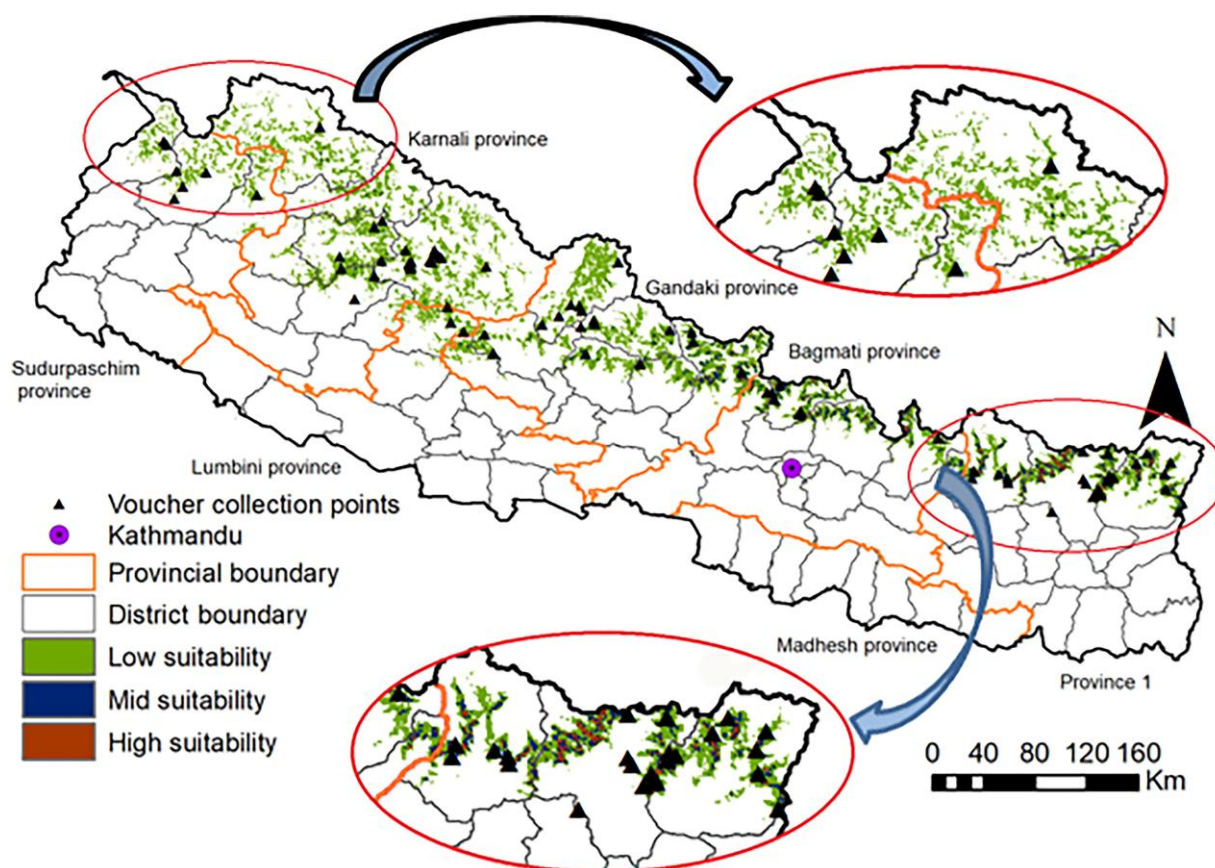 Karnali province
Gandaki province
N
Bagmati province
Sudurpaschim
province
Lumbini province
Voucher collection points
Kathmandu
Provincial boundary
District boundary
Low suitability
Mid suitability
High suitability
Madhesh province
Province 1
0 40 80 120 160
Km